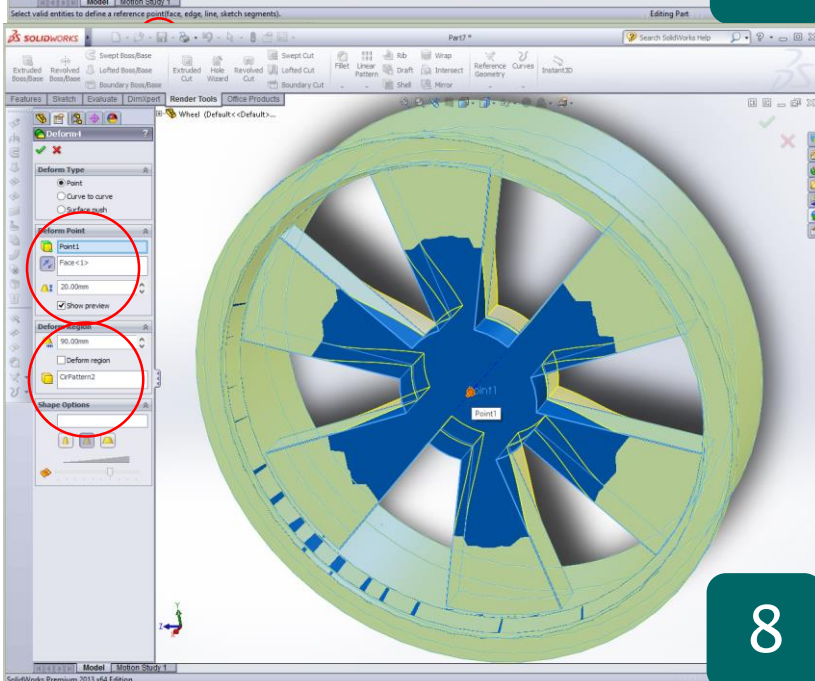 Model Motion Study 1
Select valid entities to define a reference point(face, edge, line, sketch segments).
Editing Part
SOLIDWORKS
Part7 *
Search SolidWorks Help
Extruded Boss/Base
Revolved Boss/Base
Swept Boss/Base
Lofted Boss/Base
Boundary Boss/Base
Extruded Cut
Hole Wizard
Revolved Cut
Swept Cut
Lofted Cut
Boundary Cut
Fillet
Linear Pattern
Rib
Draft
Shell
Wrap
Intersect
Mirror
Reference Geometry
Curves
Instant3D
Features Sketch Evaluate DimXpert Render Tools Office Products
Wheel (Default<<Default>...
Deform4 ?
Deform Type
Point
Curve to curve
Surface push
Deform Point
Point1
Face<1>
20.00mm
Show preview
Deform Region
90.00mm
Deform region
CirPattern2
Shape Options
Point1
Point1
Y
Z
Model Motion Study 1
SolidWorks Premium 2013 x64 Edition
8